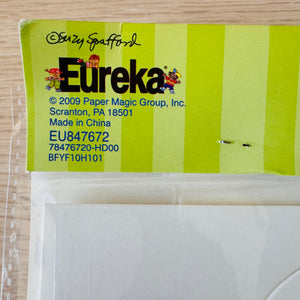 ©Suzy Spafford
Eureka
© 2009 Paper Magic Group, Inc.
Scranton, PA 18501
Made in China
EU847672
78476720-HD00
BFYF10H101